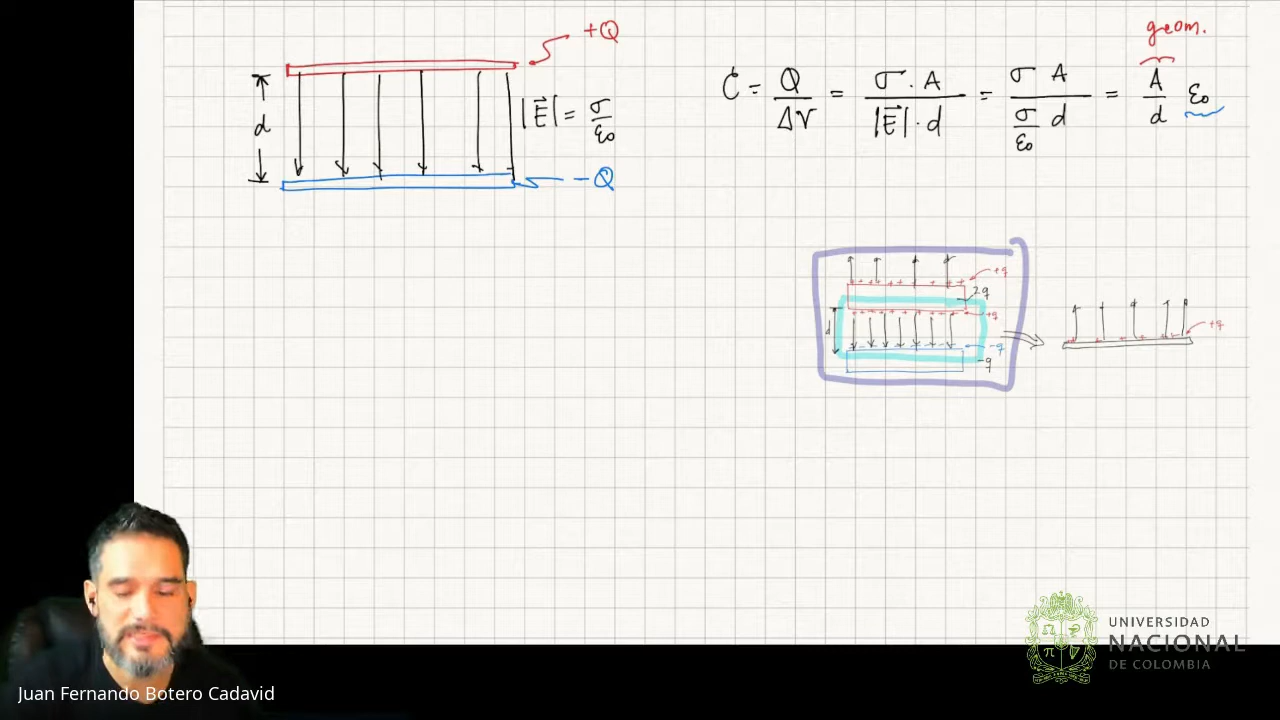 +Q
d
|E⃗| = σ/ε₀
-Q
geom.
C = Q/ΔV = σ·A/|E⃗|·d = σ A/(σ/ε₀ d) = A/d ε₀
+q
2q
+q
d
-q
-q
+q
UNIVERSIDAD
NACIONAL
DE COLOMBIA
Juan Fernando Botero Cadavid